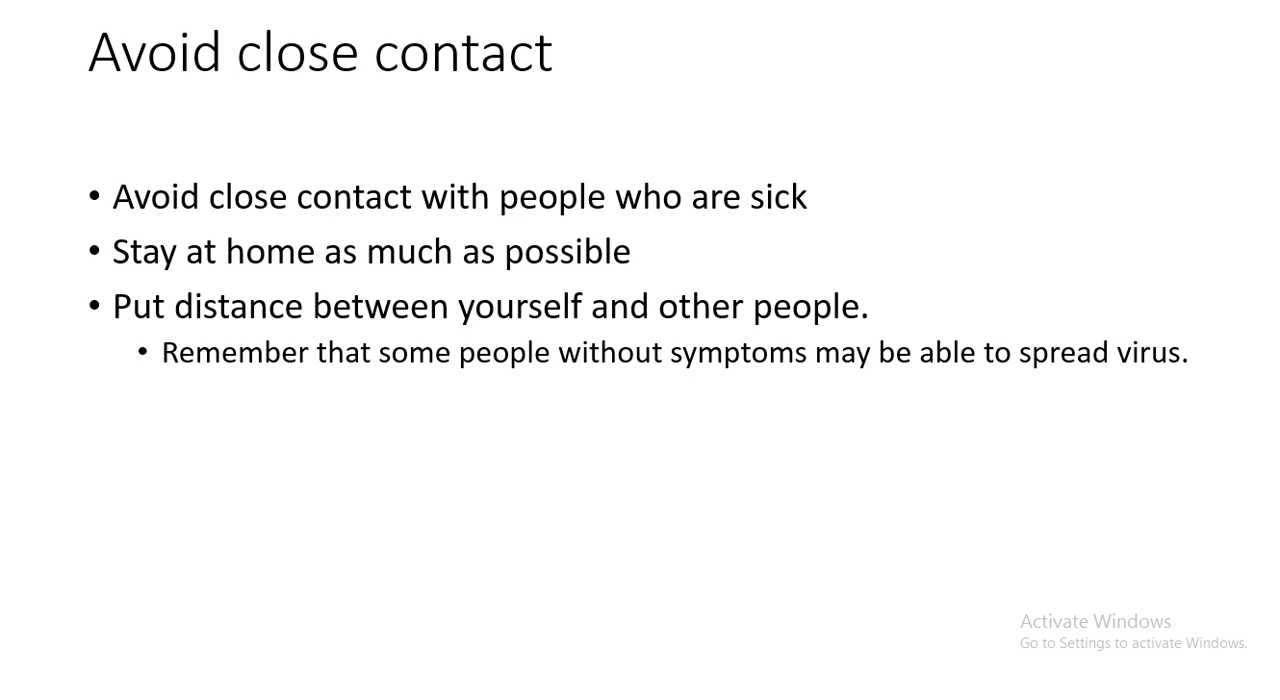 Avoid close contact
• Avoid close contact with people who are sick
• Stay at home as much as possible
• Put distance between yourself and other people.
• Remember that some people without symptoms may be able to spread virus.
Activate Windows
Go to Settings to activate Windows.